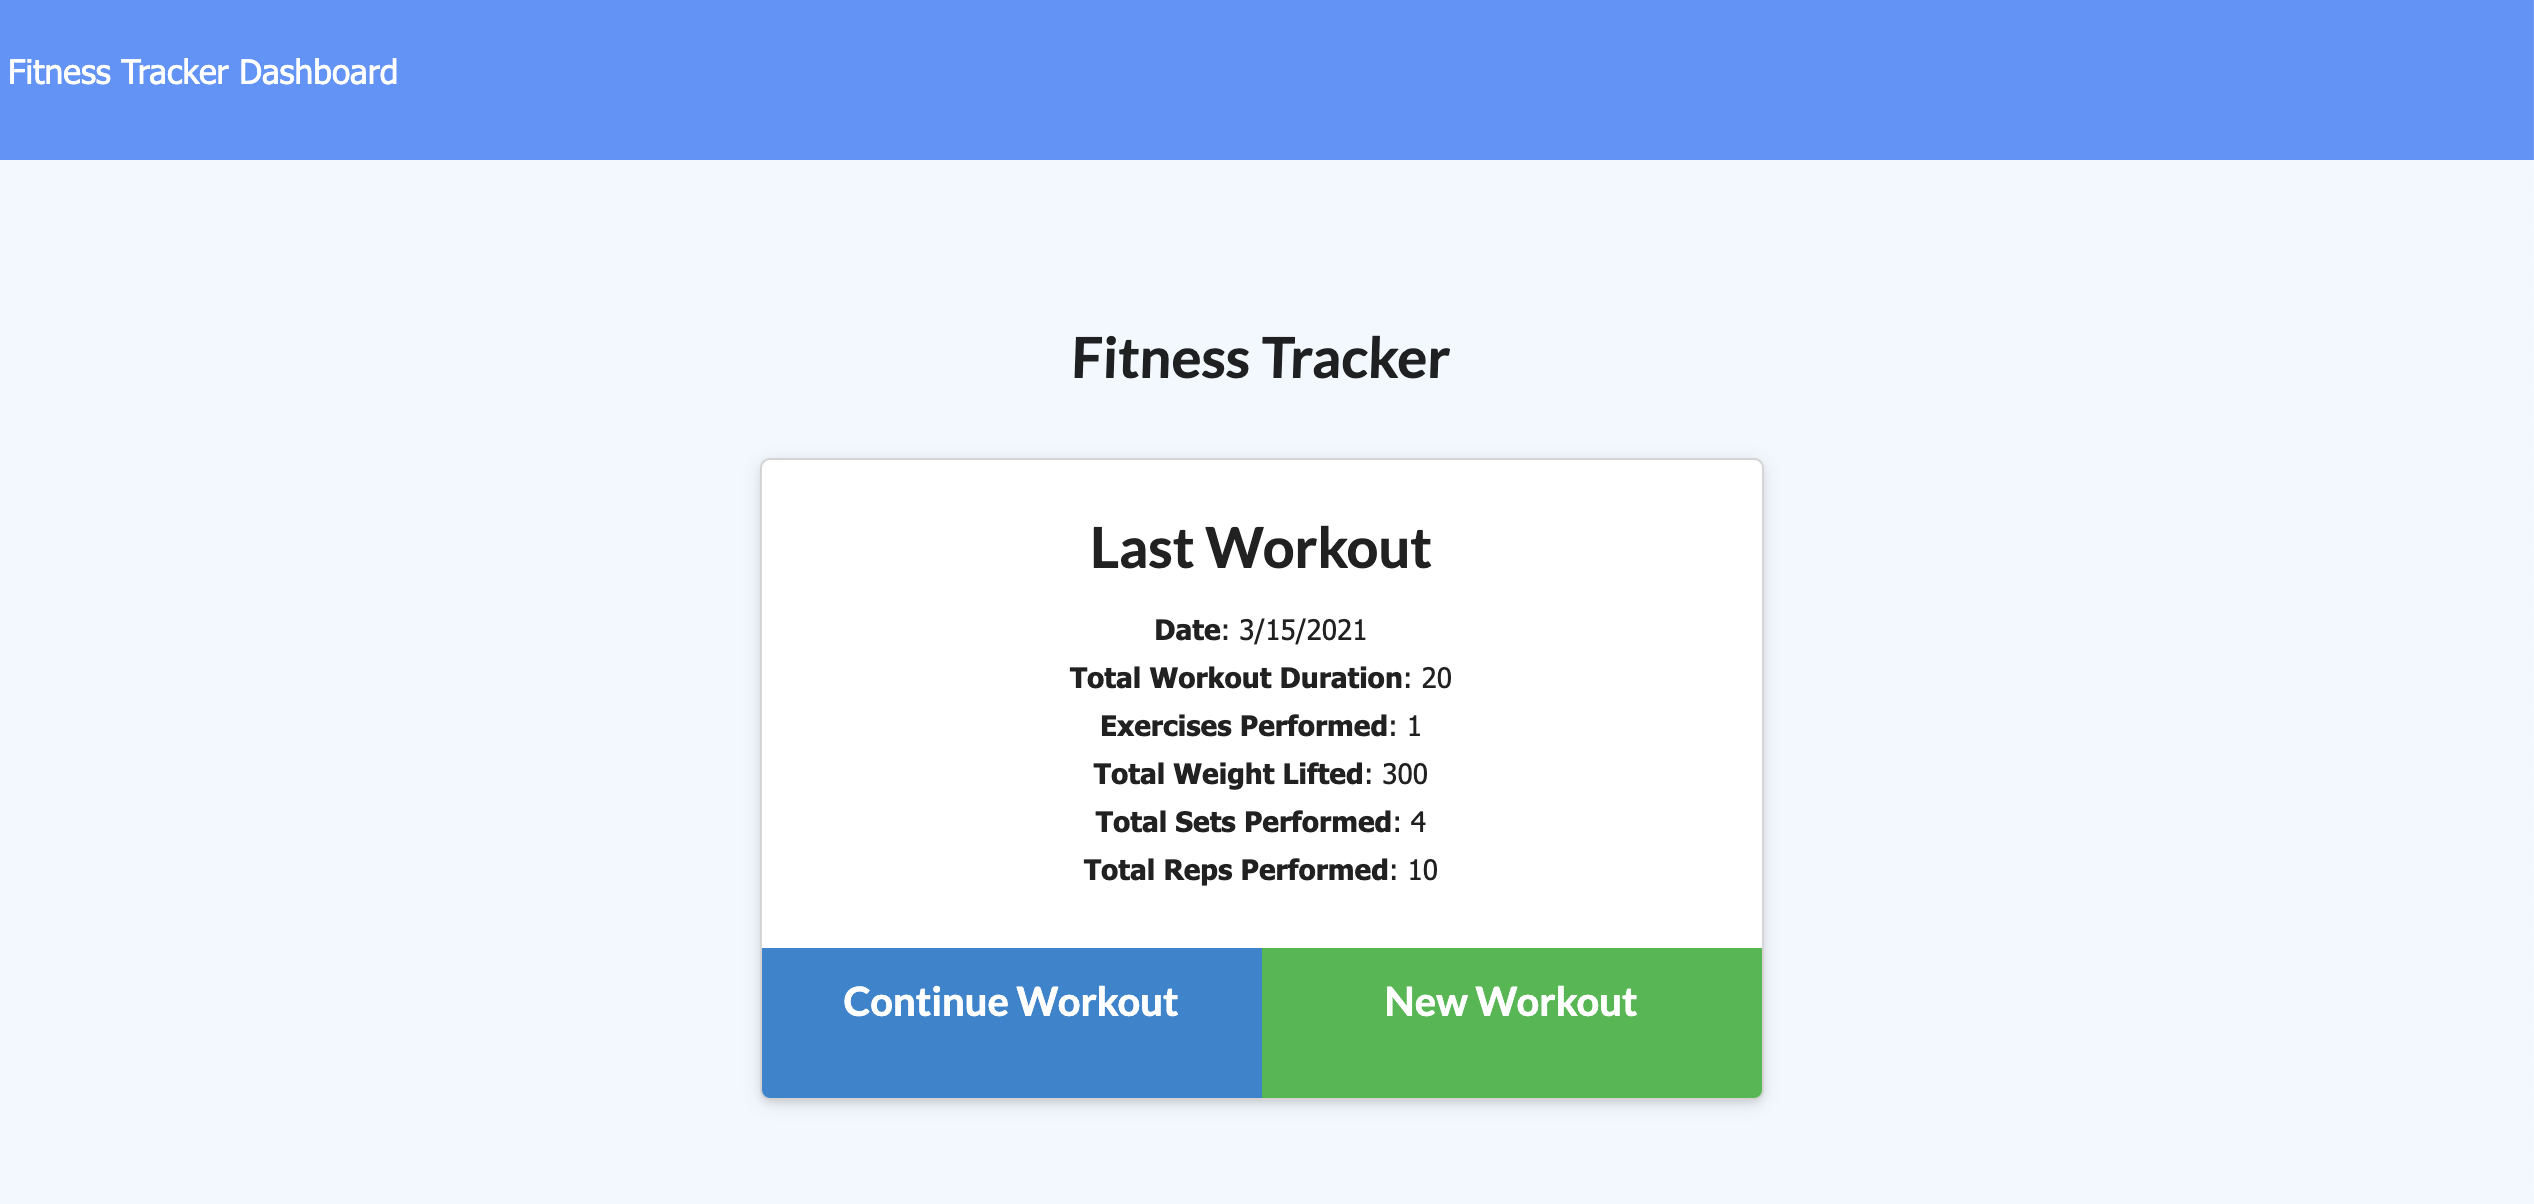 Fitness Tracker Dashboard
Fitness Tracker
Last Workout
Date: 3/15/2021
Total Workout Duration: 20
Exercises Performed: 1
Total Weight Lifted: 300
Total Sets Performed: 4
Total Reps Performed: 10
Continue Workout
New Workout